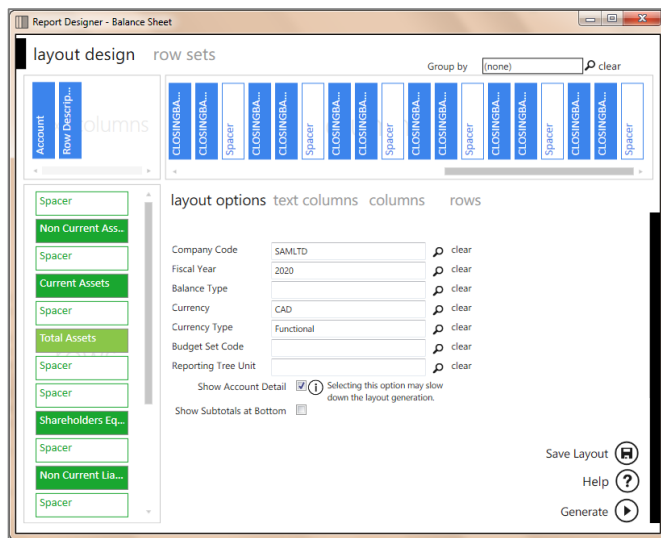 Report Designer - Balance Sheet
layout design row sets
Group by (none) clear
Account
Row Descrip...
columns
CLOSINGBA...
CLOSINGBA...
Spacer
CLOSINGBA...
CLOSINGBA...
Spacer
CLOSINGBA...
CLOSINGBA...
Spacer
CLOSINGBA...
CLOSINGBA...
Spacer
CLOSINGBA...
CLOSINGBA...
Spacer
CLOSINGBA...
CLOSINGBA...
Spacer
Spacer
Non Current Ass..
Spacer
Current Assets
Spacer
Total Assets
Spacer
Spacer
Shareholders Eq...
Spacer
Non Current Lia...
Spacer
layout options text columns columns rows
Company Code SAMLTD clear
Fiscal Year 2020 clear
Balance Type clear
Currency CAD clear
Currency Type Functional clear
Budget Set Code clear
Reporting Tree Unit clear
Show Account Detail i Selecting this option may slow
down the layout generation.
Show Subtotals at Bottom
Save Layout
Help ?
Generate